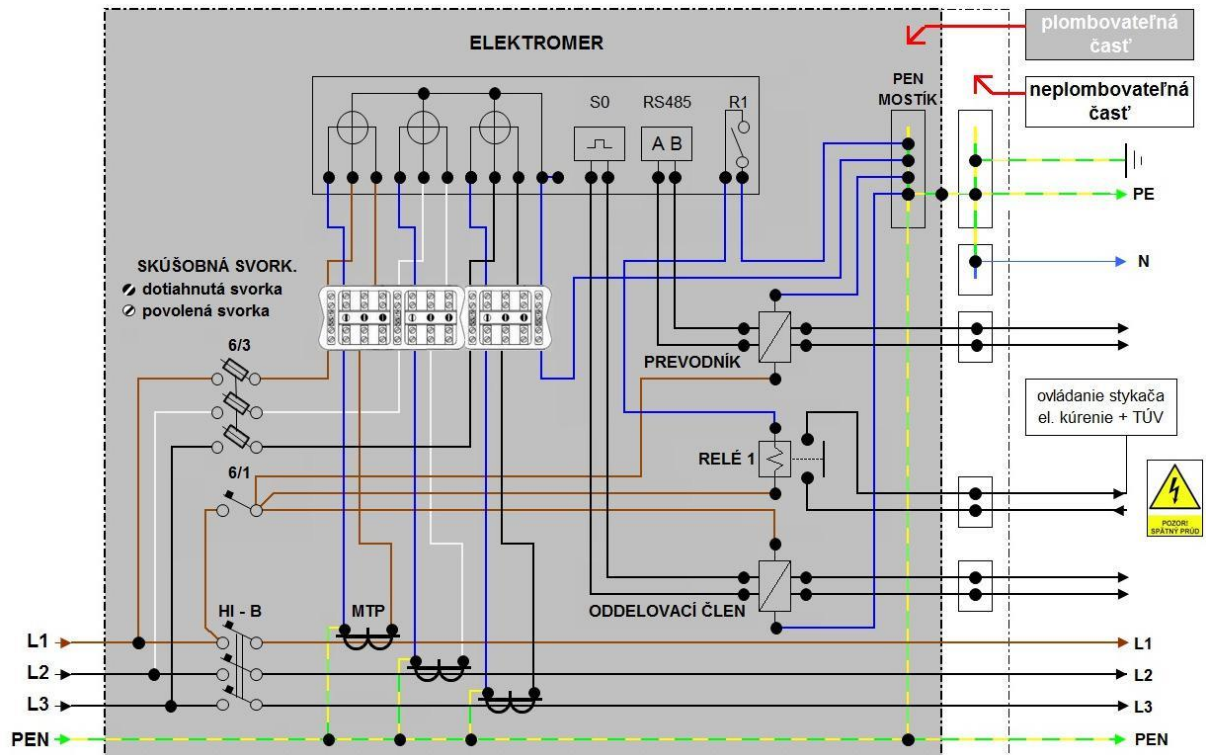 plombovateľná
časť
ELEKTROMER
PEN
MOSTÍK
neplombovateľná
časť
S0
RS485
R1
A B
PE
N
SKÚŠOBNÁ SVORK.
dotiahnutá svorka
povolená svorka
6/3
PREVODNÍK
ovládanie stykača
el. kúrenie + TÚV
RELÉ 1
6/1
POZOR!
SPÄTNÝ PRÚD
HI - B
MTP
ODDELOVACÍ ČLEN
L1
L1
L2
L2
L3
L3
PEN
PEN